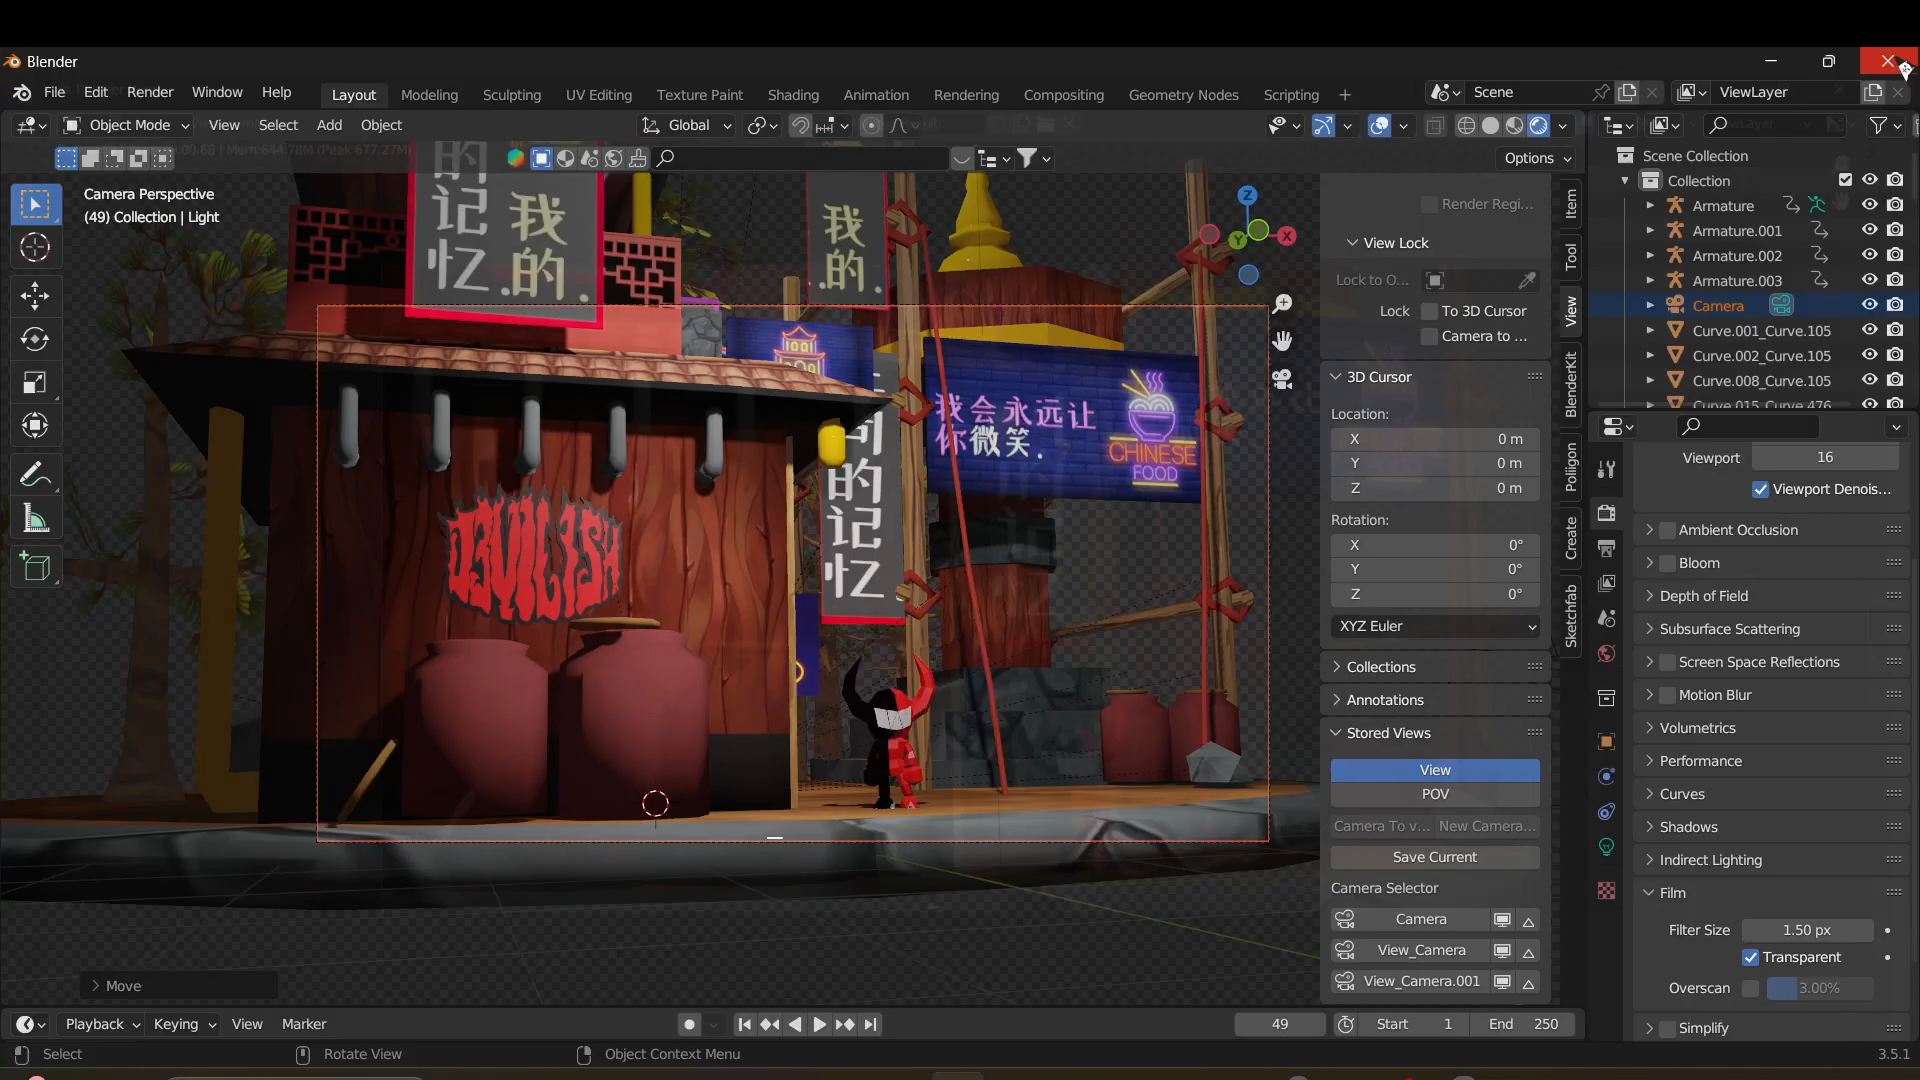 Blender
File Edit Render Window Help
Layout Modeling Sculpting UV Editing Texture Paint Shading Animation Rendering Compositing Geometry Nodes Scripting +
Scene
ViewLayer
Object Mode View Select Add Object
Global
Options
Camera Perspective
(49) Collection | Light
的
记
忆
我
的.
我
的.
我会永远让
你微笑.
CHINESE
FOOD
的
记
忆
D3VILISH
Z
Y
X
Render Regi...
View Lock
Lock to O...
Lock To 3D Cursor
Camera to ...
3D Cursor
Location:
X 0 m
Y 0 m
Z 0 m
Rotation:
X 0°
Y 0°
Z 0°
XYZ Euler
Collections
Annotations
Stored Views
View
POV
Camera To v... New Camera...
Save Current
Camera Selector
Camera
View_Camera
View_Camera.001
Item
Tool
View
BlenderKit
Poliigon
Create
Sketchfab
Scene Collection
Collection
Armature
Armature.001
Armature.002
Armature.003
Camera
Curve.001_Curve.105
Curve.002_Curve.105
Curve.008_Curve.105
Curve.015_Curve.476
Viewport 16
Viewport Denois...
Ambient Occlusion
Bloom
Depth of Field
Subsurface Scattering
Screen Space Reflections
Motion Blur
Volumetrics
Performance
Curves
Shadows
Indirect Lighting
Film
Filter Size 1.50 px
Transparent
Overscan 3.00%
Simplify
Move
Playback Keying View Marker
49 Start 1 End 250
Select Rotate View Object Context Menu 3.5.1